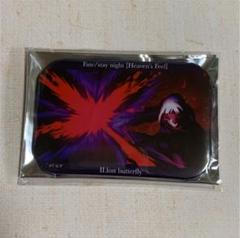 Fate/stay night [Heaven's Feel]
II.lost butterfly